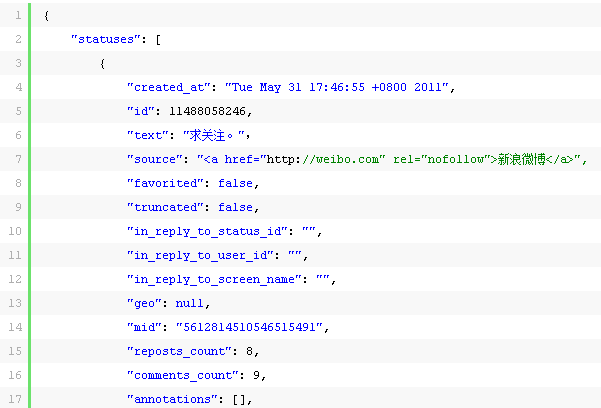 1 {
2 "statuses": [
3 {
4 "created_at": "Tue May 31 17:46:55 +0800 2011",
5 "id": 11488058246,
6 "text": "求关注。",
7 "source": "<a href="http://weibo.com" rel="nofollow">新浪微博</a>",
8 "favorited": false,
9 "truncated": false,
10 "in_reply_to_status_id": "",
11 "in_reply_to_user_id": "",
12 "in_reply_to_screen_name": "",
13 "geo": null,
14 "mid": "5612814510546515491",
15 "reposts_count": 8,
16 "comments_count": 9,
17 "annotations": [],